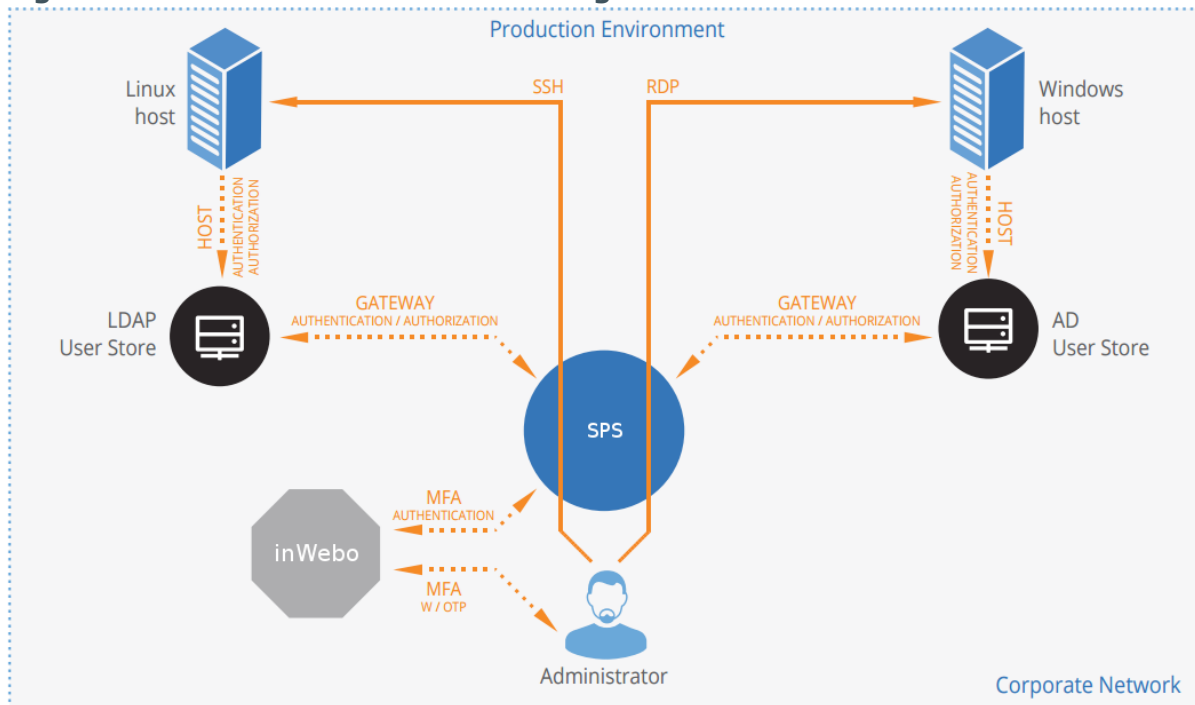 Production Environment
SSH
RDP
Linux
host
Windows
host
HOST
AUTHENTICATION
AUTHORIZATION
HOST
AUTHENTICATION
AUTHORIZATION
LDAP
User Store
GATEWAY
AUTHENTICATION / AUTHORIZATION
GATEWAY
AUTHENTICATION / AUTHORIZATION
AD
User Store
SPS
MFA
AUTHENTICATION
inWebo
MFA
W / OTP
Administrator
Corporate Network